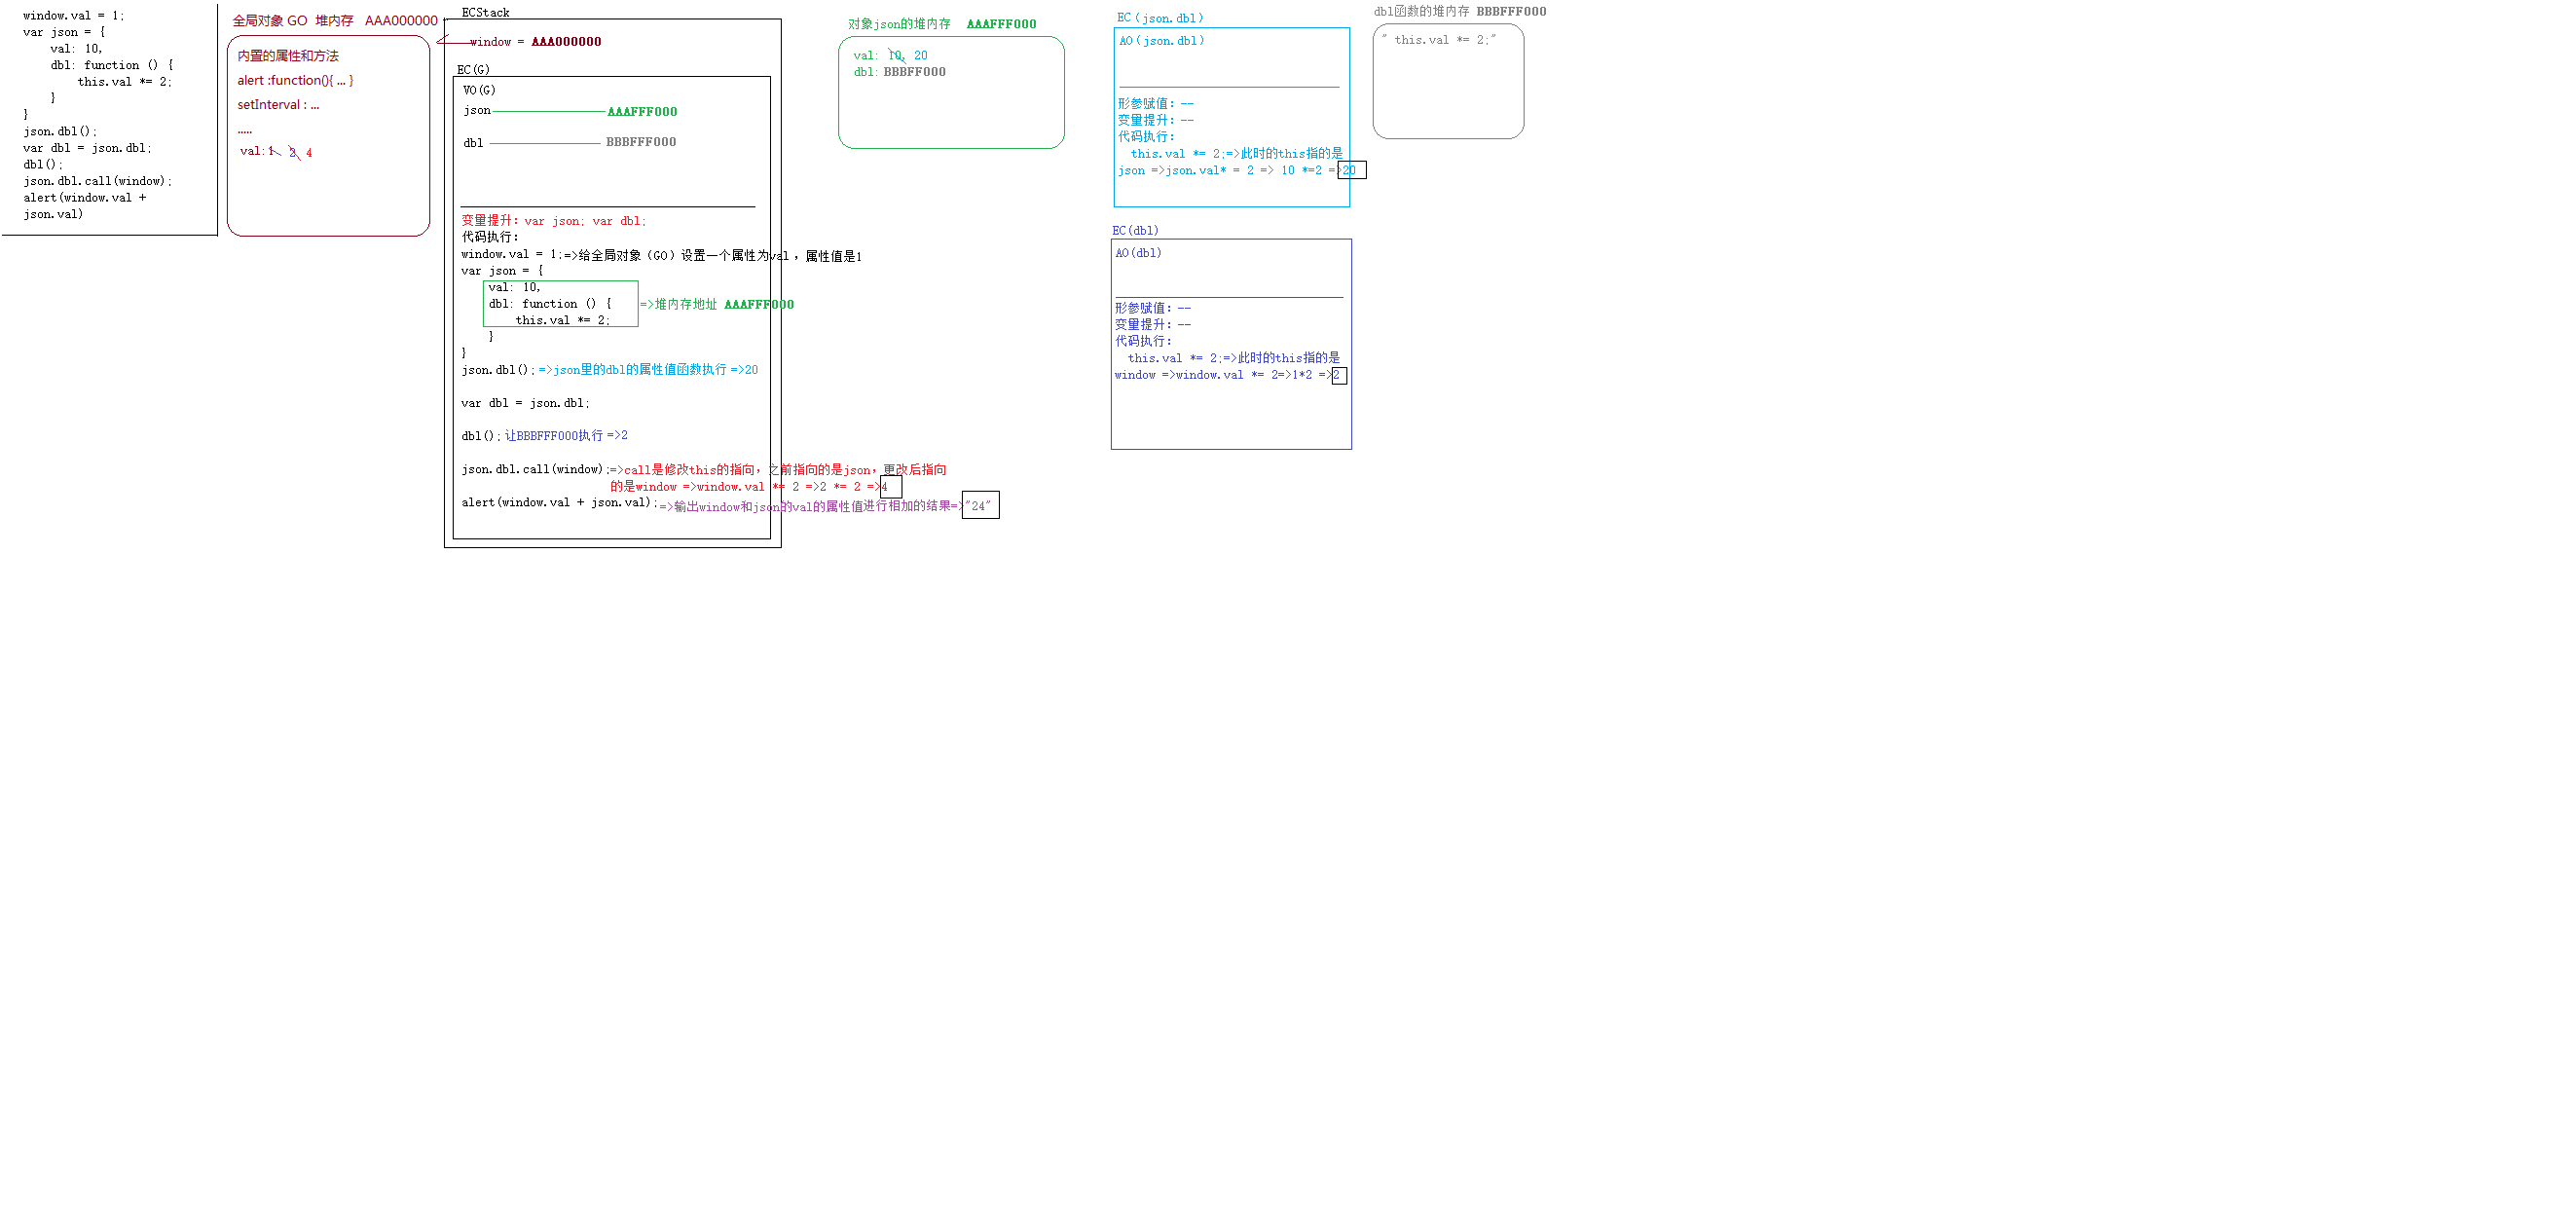 window.val = 1;
var json = {
val: 10,
dbl: function () {
this.val *= 2;
}
}
json.dbl();
var dbl = json.dbl;
dbl();
json.dbl.call(window);
alert(window.val +
json.val)
全局对象 GO 堆内存 AAA000000
内置的属性和方法
alert :function(){ ... }
setInterval : ...
.....
val:1 2 4
ECStack
window = AAA000000
EC(G)
VO(G)
json AAAFFF000
dbl BBBFFF000
变量提升: var json; var dbl;
代码执行:
window.val = 1;=>给全局对象（GO）设置一个属性为val ，属性值是1
var json = {
val: 10,
dbl: function () { =>堆内存地址 AAAFFF000
this.val *= 2;
}
}
json.dbl(); =>json里的dbl的属性值函数执行 =>20
var dbl = json.dbl;
dbl(); 让BBBFFF000执行 =>2
json.dbl.call(window);=>call是修改this的指向，之前指向的是json，更改后指向
的是window =>window.val *= 2 =>2 *= 2 =>4
alert(window.val + json.val);=>输出window和json的val的属性值进行相加的结果=>"24"
对象json的堆内存 AAAFFF000
val: 10, 20
dbl: BBBFF000
EC（json.dbl）
AO（json.dbl）
形参赋值: --
变量提升: --
代码执行:
this.val *= 2;=>此时的this指的是
json =>json.val* = 2 => 10 *=2 =>20
EC(dbl)
AO(dbl)
形参赋值: --
变量提升: --
代码执行:
this.val *= 2;=>此时的this指的是
window =>window.val *= 2=>1*2 =>2
dbl函数的堆内存 BBBFFF000
" this.val *= 2;"